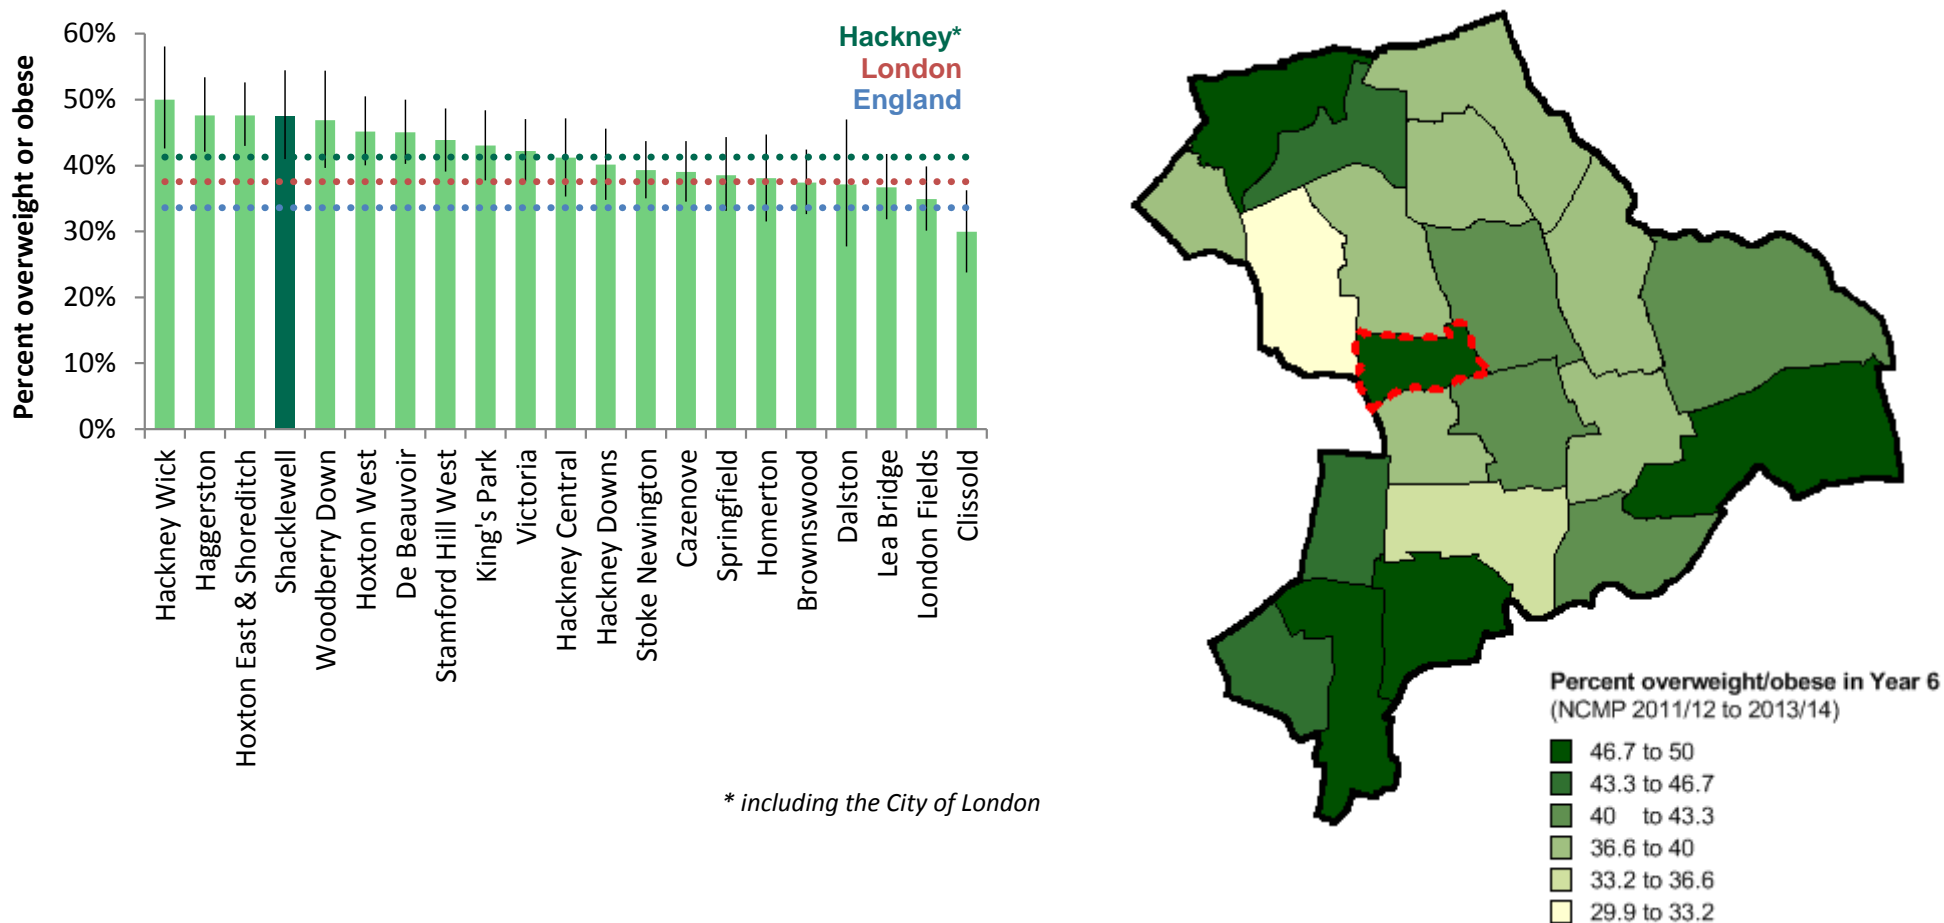 Percent overweight or obese
60%
50%
40%
30%
20%
10%
0%
Hackney*
London
England
Hackney Wick
Haggerston
Hoxton East & Shoreditch
Shacklewell
Woodberry Down
Hoxton West
De Beauvoir
Stamford Hill West
King's Park
Victoria
Hackney Central
Hackney Downs
Stoke Newington
Cazenove
Springfield
Homerton
Brownswood
Dalston
Lea Bridge
London Fields
Clissold
* including the City of London
Percent overweight/obese in Year 6
(NCMP 2011/12 to 2013/14)
46.7 to 50
43.3 to 46.7
40 to 43.3
36.6 to 40
33.2 to 36.6
29.9 to 33.2